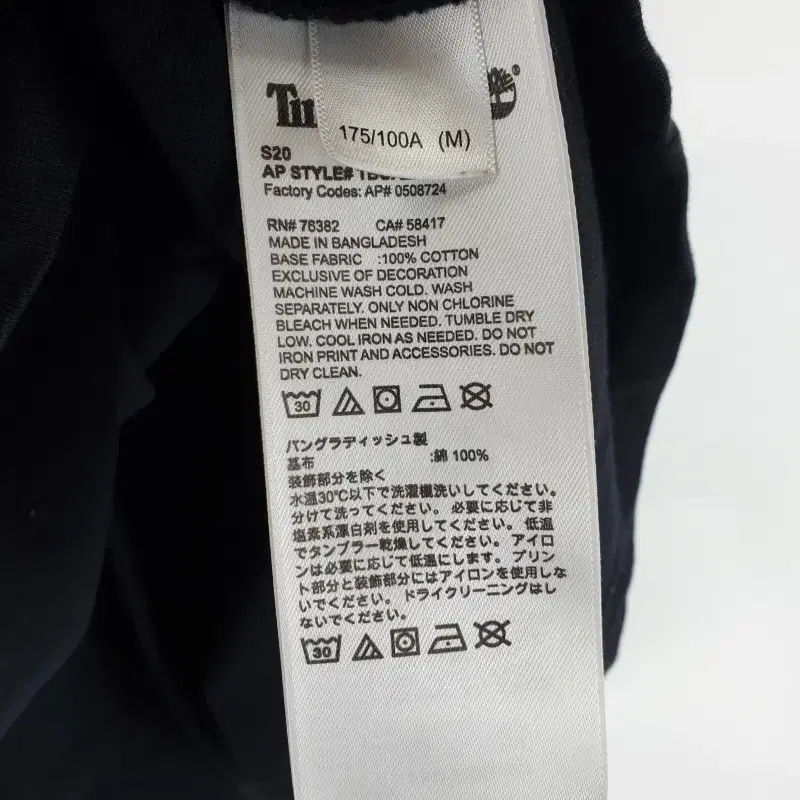 Ti
®
175/100A (M)
S20
AP STYLE#
Factory Codes: AP# 0508724
RN# 76382 CA# 58417
MADE IN BANGLADESH
BASE FABRIC :100% COTTON
EXCLUSIVE OF DECORATION
MACHINE WASH COLD. WASH
SEPARATELY. ONLY NON CHLORINE
BLEACH WHEN NEEDED. TUMBLE DRY
LOW. COOL IRON AS NEEDED. DO NOT
IRON PRINT AND ACCESSORIES. DO NOT
DRY CLEAN.
30
バングラディッシュ製
基布 :綿 100%
装飾部分を除く
水温30℃以下で洗濯機洗いしてください。
分けて洗ってください。 必要に応じて非
塩素系漂白剤を使用してください。 低温
でタンブラー乾燥してください。 アイロ
ンは必要に応じて低温にします。 プリン
ト部分と装飾部分にはアイロンを使用しな
いでください。 ドライクリーニングはし
ないでください。
30